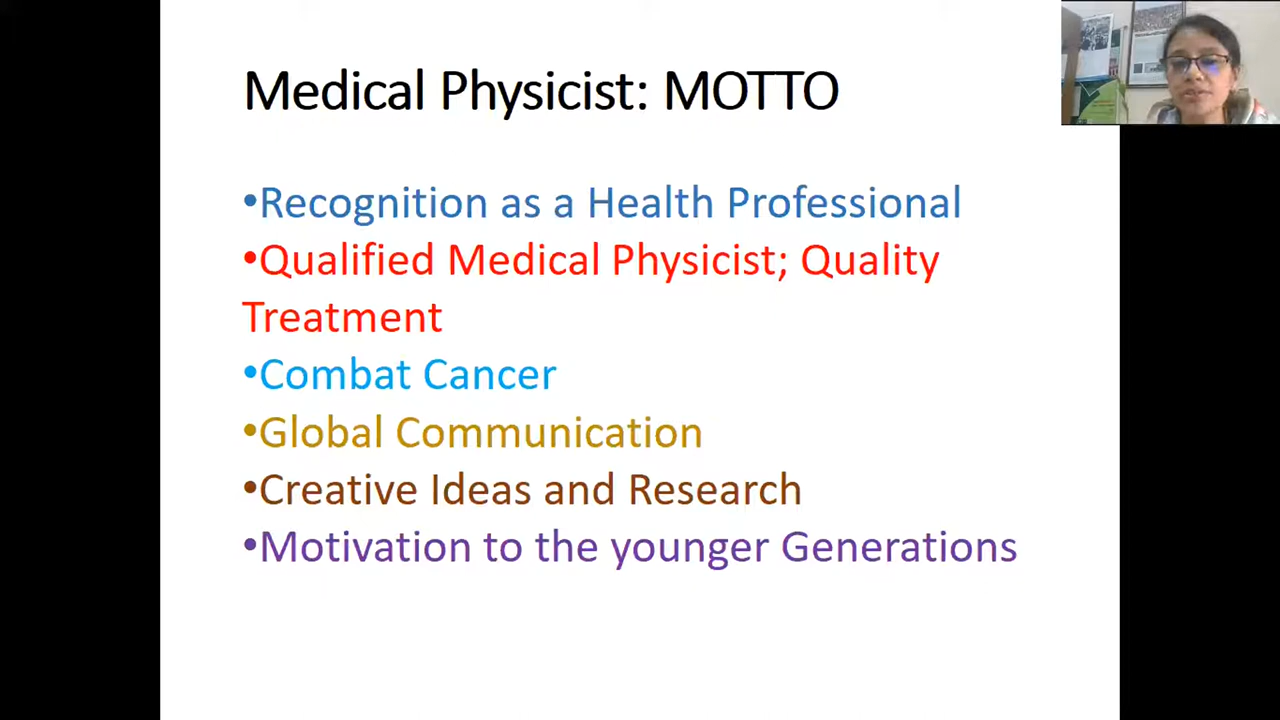 Medical Physicist: MOTTO
•Recognition as a Health Professional
•Qualified Medical Physicist; Quality
Treatment
•Combat Cancer
•Global Communication
•Creative Ideas and Research
•Motivation to the younger Generations